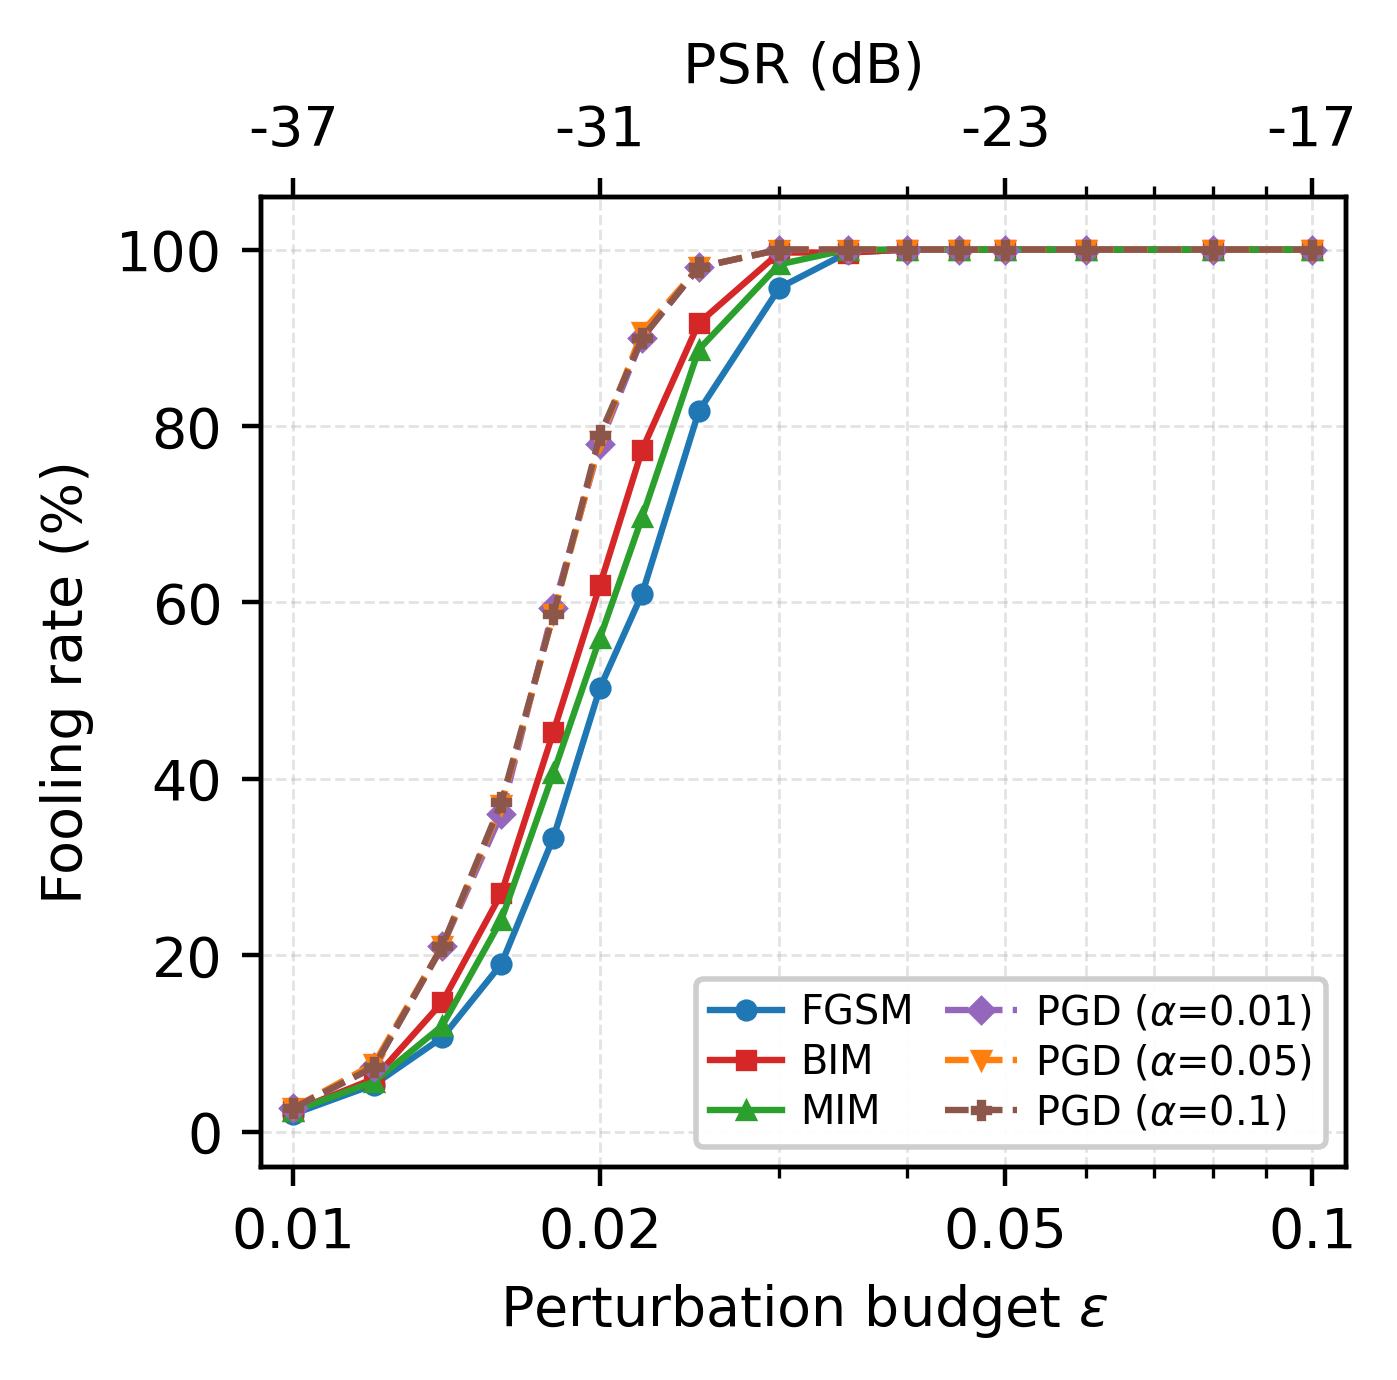 PSR (dB)
-37 -31 -23 -17
100
80
60
40
20
0
Fooling rate (%)
FGSM PGD (α=0.01)
BIM PGD (α=0.05)
MIM PGD (α=0.1)
0.01 0.02 0.05 0.1
Perturbation budget ε